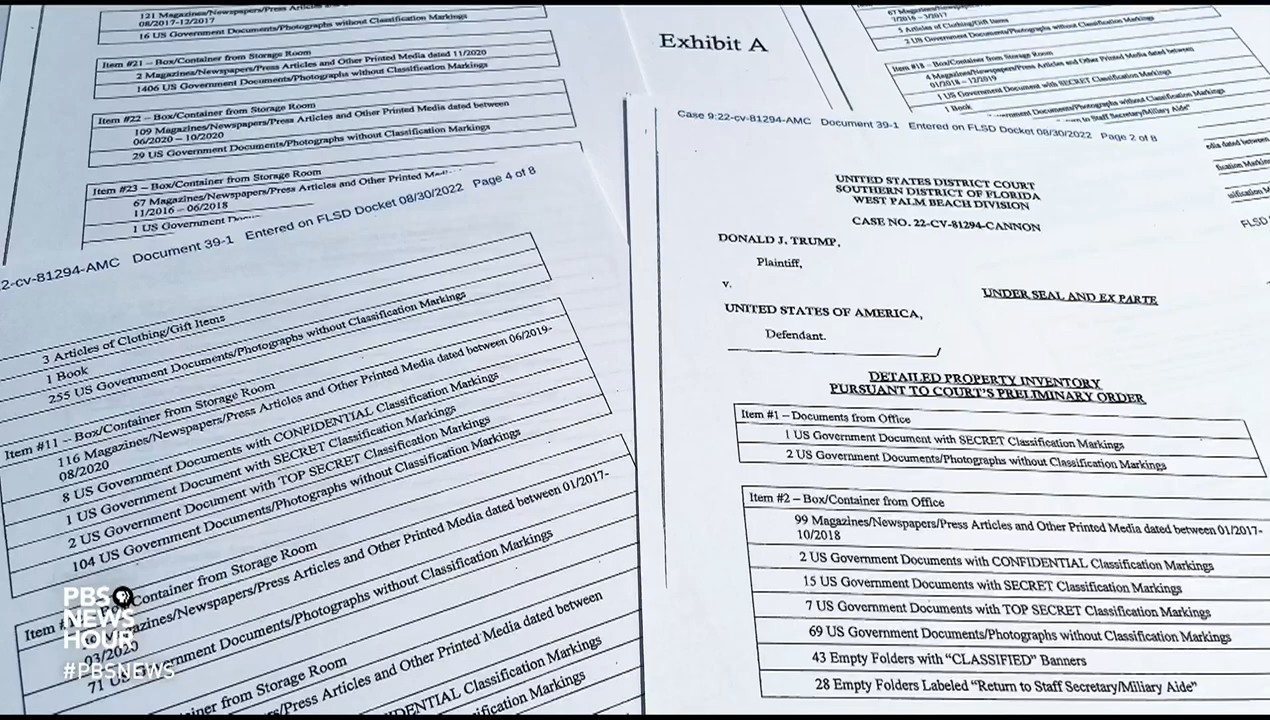 121 Magazines/Newspapers/Press Articles and Other Printed Media dated between
08/2017-12/2017
16 US Government Documents/Photographs without Classification Markings
Item #21 – Box/Container from Storage Room
2 Magazines/Newspapers/Press Articles and Other Printed Media dated 11/2020
1406 US Government Documents/Photographs without Classification Markings
Item #22 – Box/Container from Storage Room
109 Magazines/Newspapers/Press Articles and Other Printed Media dated between
06/2020 – 10/2020
29 US Government Documents/Photographs without Classification Markings
Item #23 – Box/Container from Storage Room
67 Magazines/Newspapers/Press Articles and Other Printed
11/2016 – 06/2018
1 US Government
2-cv-81294-AMC Document 39-1 Entered on FLSD Docket 08/30/2022 Page 4 of 8
3 Articles of Clothing/Gift Items
1 Book
255 US Government Documents/Photographs without Classification Markings
Item #11 – Box/Container from Storage Room
116 Magazines/Newspapers/Press Articles and Other Printed Media dated between 06/2019-
08/2020
8 US Government Documents with CONFIDENTIAL Classification Markings
1 US Government Document with SECRET Classification Markings
2 US Government Document with TOP SECRET Classification Markings
104 US Government Documents/Photographs without Classification Markings
Item Container from Storage Room
Press Articles and Other Printed Media dated between 01/2017-
03/2020
71 US Government Documents/Photographs without Classification Markings
from Storage Room
Press Articles and Other Printed Media dated between
Classification Markings
Markings
Exhibit A
5 Articles of Clothing/Gift Items
2 US Government Documents/Photographs without Classification Markings
Item #18 – Box/Container from Storage Room
4 Magazines/Newspapers/Press Articles and Other Printed Media dated between
01/2018 – 12/2019
1 US Government Document with SECRET Classification Markings
1 Book
Documents/Photographs without Classification Markings
to Staff Secretary/Military Aide"
dated between
FLSD
Case 9:22-cv-81294-AMC Document 39-1 Entered on FLSD Docket 08/30/2022 Page 2 of 8
UNITED STATES DISTRICT COURT
SOUTHERN DISTRICT OF FLORIDA
WEST PALM BEACH DIVISION
CASE NO. 22-CV-81294-CANNON
DONALD J. TRUMP,
Plaintiff,
v.
UNDER SEAL AND EX PARTE
UNITED STATES OF AMERICA,
Defendant.
DETAILED PROPERTY INVENTORY
PURSUANT TO COURT'S PRELIMINARY ORDER
Item #1 – Documents from Office
1 US Government Document with SECRET Classification Markings
2 US Government Documents/Photographs without Classification Markings
Item #2 – Box/Container from Office
99 Magazines/Newspapers/Press Articles and Other Printed Media dated between 01/2017-
10/2018
2 US Government Documents with CONFIDENTIAL Classification Markings
15 US Government Documents with SECRET Classification Markings
7 US Government Documents with TOP SECRET Classification Markings
69 US Government Documents/Photographs without Classification Markings
43 Empty Folders with “CLASSIFIED” Banners
28 Empty Folders Labeled “Return to Staff Secretary/Military Aide”
PBS
NEWS
HOUR
#PBSNEWS